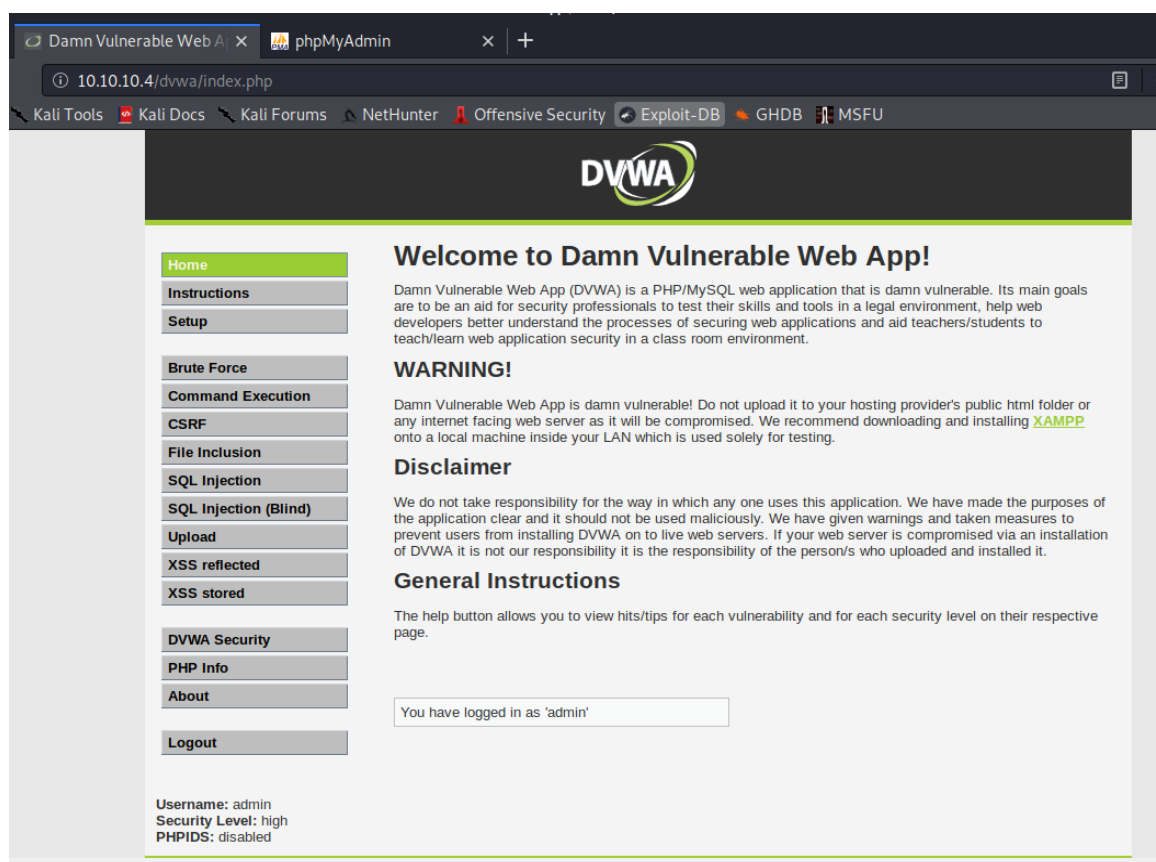 Damn Vulnerable Web A
phpMyAdmin
10.10.10.4/dvwa/index.php
Kali Tools Kali Docs Kali Forums NetHunter Offensive Security Exploit-DB GHDB MSFU
DVWA
Home
Instructions
Setup
Brute Force
Command Execution
CSRF
File Inclusion
SQL Injection
SQL Injection (Blind)
Upload
XSS reflected
XSS stored
DVWA Security
PHP Info
About
Logout
Username: admin
Security Level: high
PHPIDS: disabled
Welcome to Damn Vulnerable Web App!
Damn Vulnerable Web App (DVWA) is a PHP/MySQL web application that is damn vulnerable. Its main goals
are to be an aid for security professionals to test their skills and tools in a legal environment, help web
developers better understand the processes of securing web applications and aid teachers/students to
teach/learn web application security in a class room environment.
WARNING!
Damn Vulnerable Web App is damn vulnerable! Do not upload it to your hosting provider's public html folder or
any internet facing web server as it will be compromised. We recommend downloading and installing XAMPP
onto a local machine inside your LAN which is used solely for testing.
Disclaimer
We do not take responsibility for the way in which any one uses this application. We have made the purposes of
the application clear and it should not be used maliciously. We have given warnings and taken measures to
prevent users from installing DVWA on to live web servers. If your web server is compromised via an installation
of DVWA it is not our responsibility it is the responsibility of the person/s who uploaded and installed it.
General Instructions
The help button allows you to view hits/tips for each vulnerability and for each security level on their respective
page.
You have logged in as 'admin'